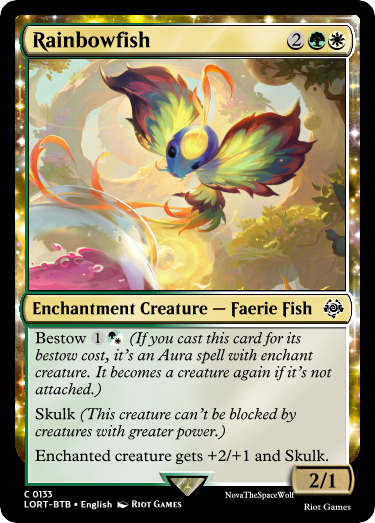 Rainbowfish 2
Enchantment Creature — Faerie Fish
Bestow 1 (If you cast this card for its
bestow cost, it's an Aura spell with enchant
creature. It becomes a creature again if it's not
attached.)
Skulk (This creature can't be blocked by
creatures with greater power.)
Enchanted creature gets +2/+1 and Skulk.
2/1
C 0133
LORT-BTB • English Riot Games
NovaTheSpaceWolf
Riot Games